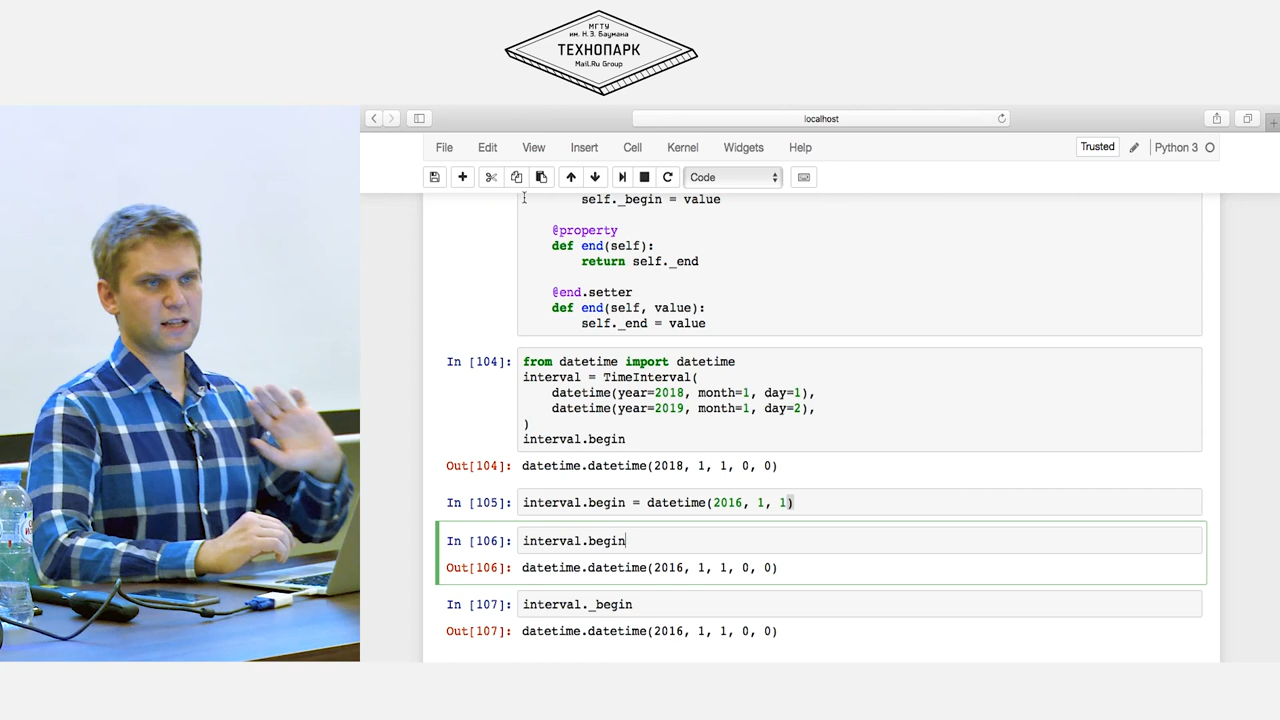 МГТУ
им. Н.Э. Баумана
ТЕХНОПАРК
Mail.Ru Group
localhost
File Edit View Insert Cell Kernel Widgets Help
Trusted
Python 3
Code
self._begin = value
@property
def end(self):
return self._end
@end.setter
def end(self, value):
self._end = value
In [104]:
from datetime import datetime
interval = TimeInterval(
datetime(year=2018, month=1, day=1),
datetime(year=2019, month=1, day=2),
)
interval.begin
Out[104]: datetime.datetime(2018, 1, 1, 0, 0)
In [105]: interval.begin = datetime(2016, 1, 1)
In [106]: interval.begin
Out[106]: datetime.datetime(2016, 1, 1, 0, 0)
In [107]: interval._begin
Out[107]: datetime.datetime(2016, 1, 1, 0, 0)